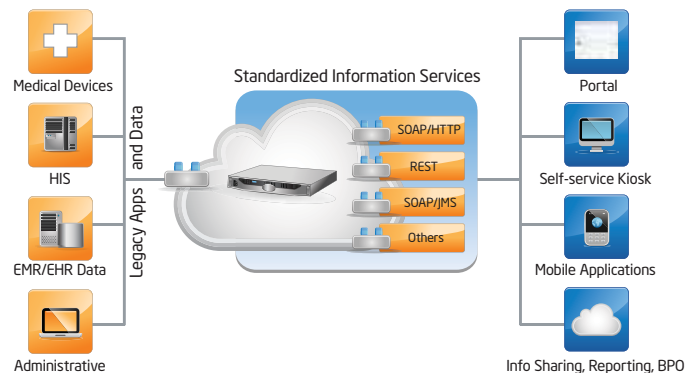 Medical Devices
HIS
EMR/EHR Data
Administrative
Legacy Apps and Data
Standardized Information Services
SOAP/HTTP
REST
SOAP/JMS
Others
Portal
Self-service Kiosk
Mobile Applications
Info Sharing, Reporting, BPO